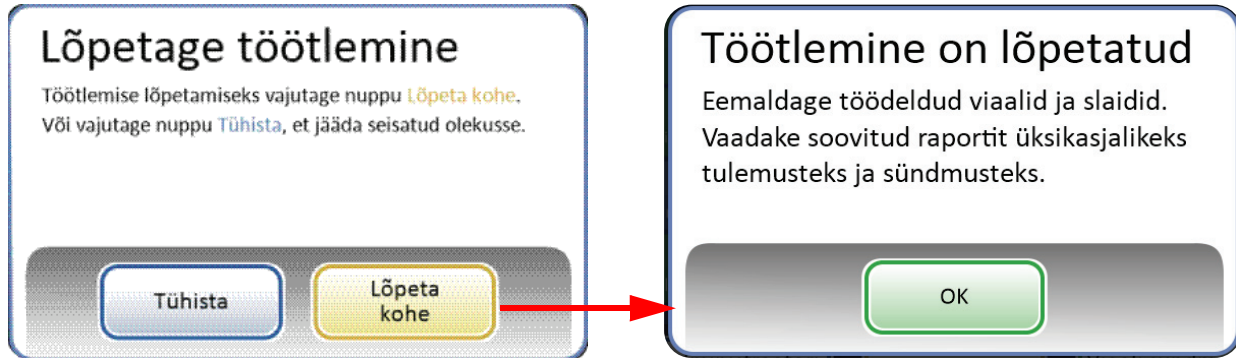 Lõpetage töötlemine
Töötlemise lõpetamiseks vajutage nuppu Lõpeta kohe.
Või vajutage nuppu Tühista, et jääda seisatud olekusse.
Tühista
Lõpeta
kohe
Töötlemine on lõpetatud
Eemaldage töödeldud viaalid ja slaidid.
Vaadake soovitud raportit üksikasjalikeks
tulemusteks ja sündmusteks.
OK